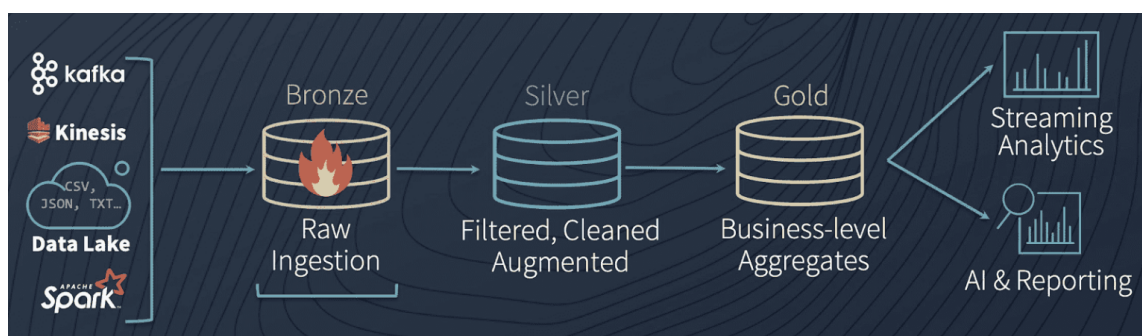 kafka
Kinesis
CSV,
JSON, TXT...
Data Lake
APACHE
Spark™
Bronze
Raw
Ingestion
Silver
Filtered, Cleaned
Augmented
Gold
Business-level
Aggregates
Streaming
Analytics
AI & Reporting